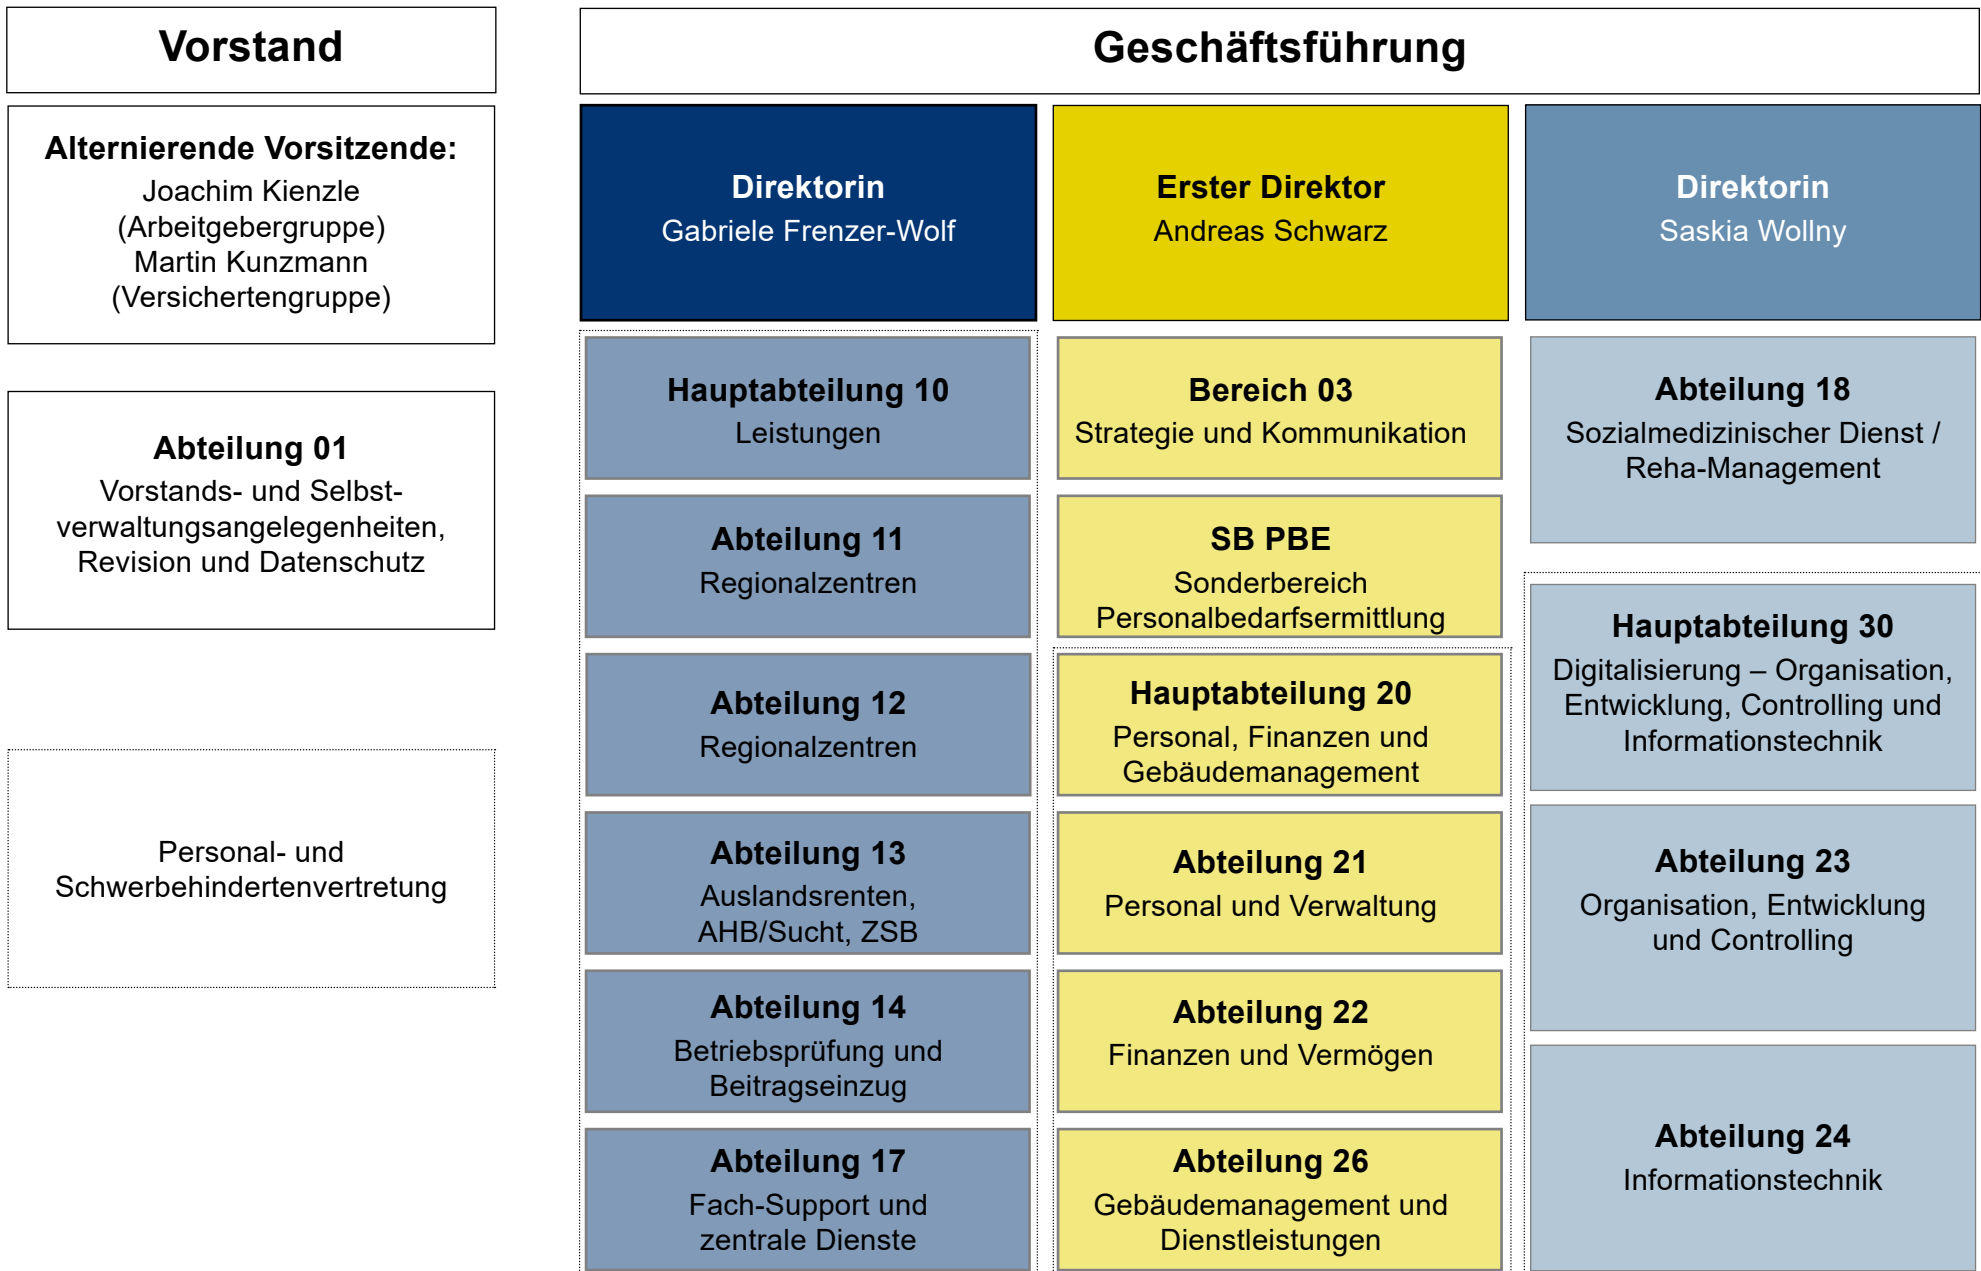 Vorstand
Alternierende Vorsitzende:
Joachim Kienzle
(Arbeitgebergruppe)
Martin Kunzmann
(Versichertengruppe)
Abteilung 01
Vorstands- und Selbst-
verwaltungsangelegenheiten,
Revision und Datenschutz
Personal- und
Schwerbehindertenvertretung
Geschäftsführung
Direktorin
Gabriele Frenzer-Wolf
Hauptabteilung 10
Leistungen
Abteilung 11
Regionalzentren
Abteilung 12
Regionalzentren
Abteilung 13
Auslandsrenten,
AHB/Sucht, ZSB
Abteilung 14
Betriebsprüfung und
Beitragseinzug
Abteilung 17
Fach-Support und
zentrale Dienste
Erster Direktor
Andreas Schwarz
Bereich 03
Strategie und Kommunikation
SB PBE
Sonderbereich
Personalbedarfsermittlung
Hauptabteilung 20
Personal, Finanzen und
Gebäudemanagement
Abteilung 21
Personal und Verwaltung
Abteilung 22
Finanzen und Vermögen
Abteilung 26
Gebäudemanagement und
Dienstleistungen
Direktorin
Saskia Wollny
Abteilung 18
Sozialmedizinischer Dienst /
Reha-Management
Hauptabteilung 30
Digitalisierung – Organisation,
Entwicklung, Controlling und
Informationstechnik
Abteilung 23
Organisation, Entwicklung
und Controlling
Abteilung 24
Informationstechnik